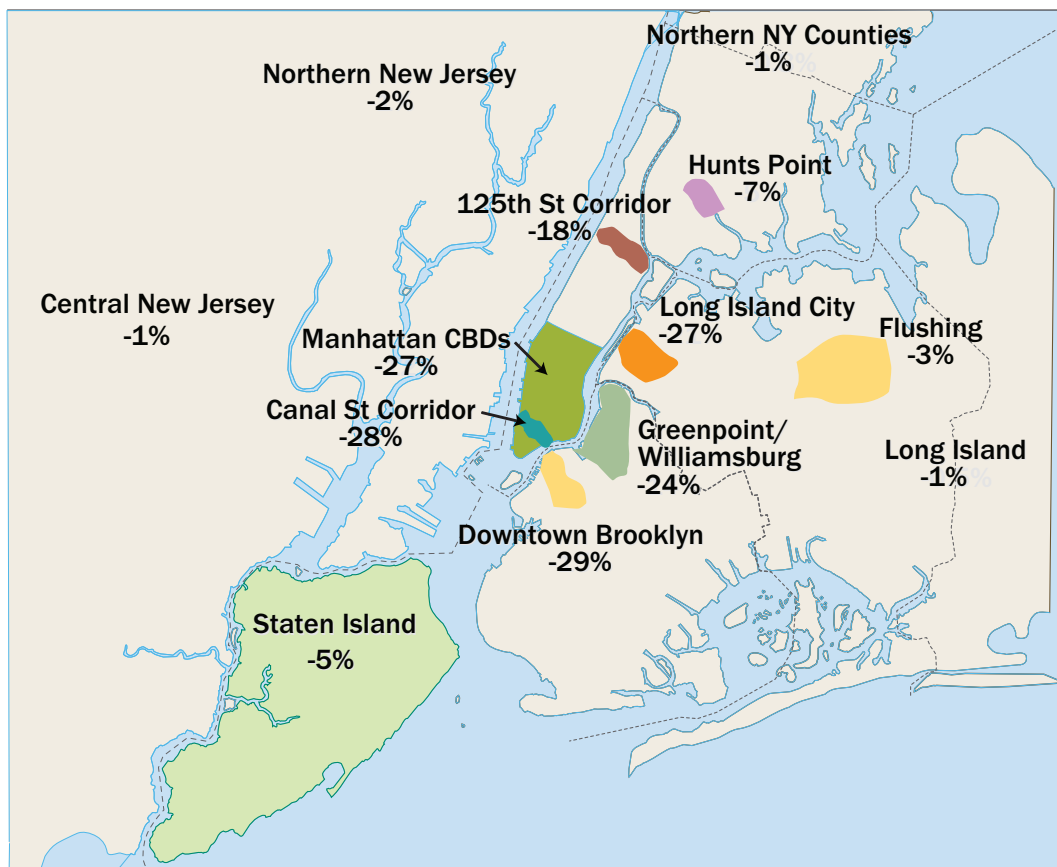 Northern NY Counties
-1%
Northern New Jersey
-2%
Hunts Point
-7%
125th St Corridor
-18%
Central New Jersey
-1%
Long Island City
-27%
Flushing
-3%
Manhattan CBDs
-27%
Canal St Corridor
-28%
Greenpoint/
Williamsburg
-24%
Long Island
-1%
Downtown Brooklyn
-29%
Staten Island
-5%